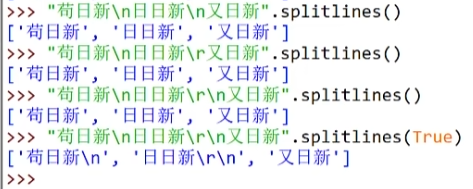 >>> "苟日新\n日日新\n又日新".splitlines()
['苟日新', '日日新', '又日新']
>>> "苟日新\n日日新\r又日新".splitlines()
['苟日新', '日日新', '又日新']
>>> "苟日新\n日日新\r\n又日新".splitlines()
['苟日新', '日日新', '又日新']
>>> "苟日新\n日日新\r\n又日新".splitlines(True)
['苟日新\n', '日日新\r\n', '又日新']
>>>